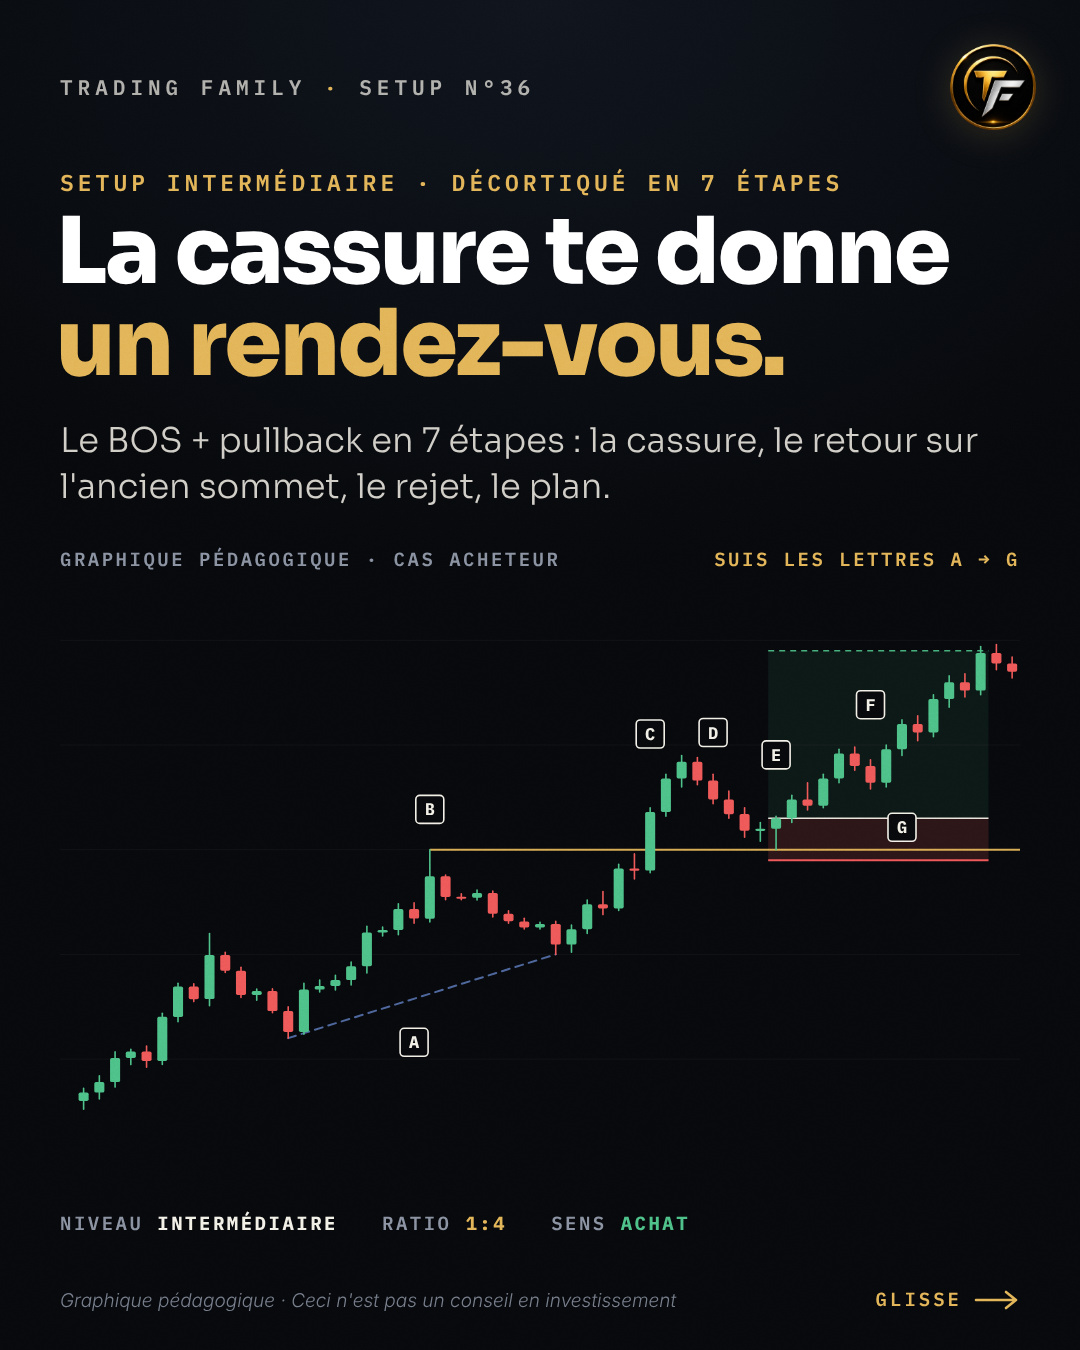 TRADING FAMILY · SETUP N°36
TF
SETUP INTERMÉDIAIRE · DÉCORTIQUÉ EN 7 ÉTAPES
La cassure te donne
un rendez-vous.
Le BOS + pullback en 7 étapes : la cassure, le retour sur
l'ancien sommet, le rejet, le plan.
GRAPHIQUE PÉDAGOGIQUE · CAS ACHETEUR
SUIS LES LETTRES A → G
A
B
C
D
E
F
G
NIVEAU INTERMÉDIAIRE RATIO 1:4 SENS ACHAT
Graphique pédagogique · Ceci n'est pas un conseil en investissement
GLISSE →